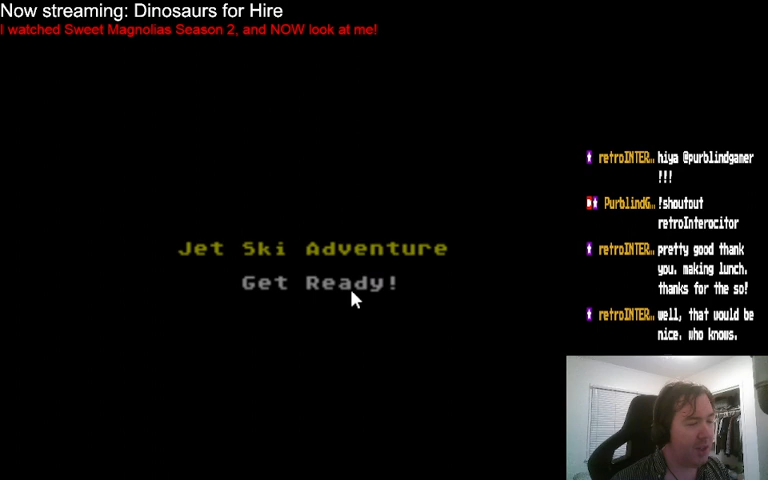 Now streaming: Dinosaurs for Hire
I watched Sweet Magnolias Season 2, and NOW look at me!
Jet Ski Adventure
Get Ready!
retroINTER… hiya @purblindgamer
!!!
PurblindG… !shoutout
retroInterocitor
retroINTER… pretty good thank
you. making lunch.
thanks for the so!
retroINTER… well, that would be
nice. who knows.